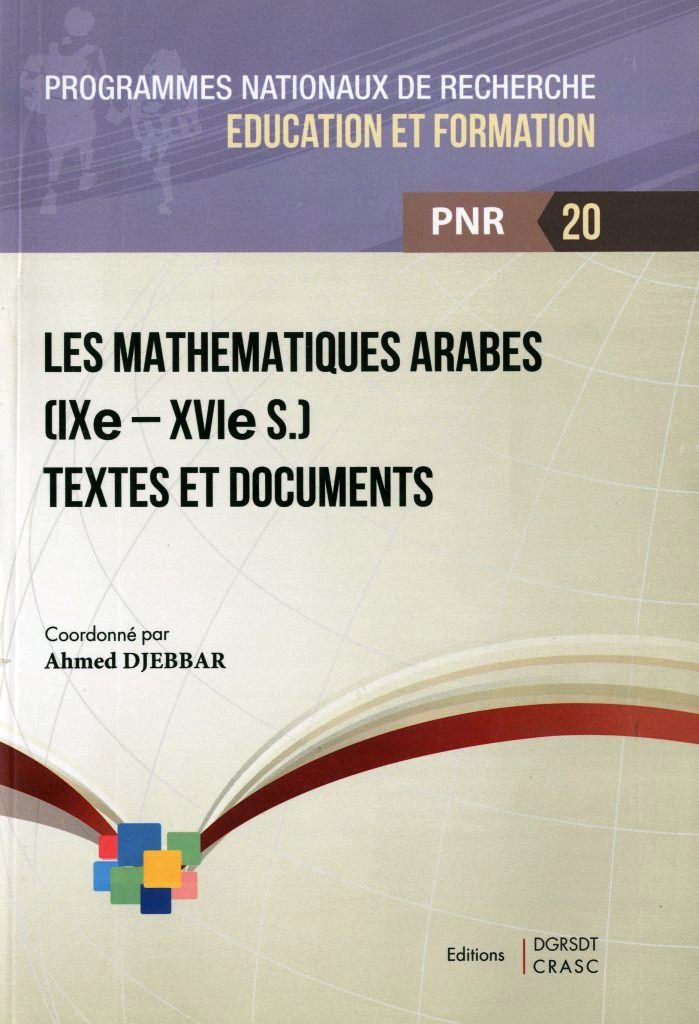 PROGRAMMES NATIONAUX DE RECHERCHE
EDUCATION ET FORMATION
PNR 20
LES MATHEMATIQUES ARABES
(IXe – XVIe S.)
TEXTES ET DOCUMENTS
Coordonné par
Ahmed DJEBBAR
Editions
DGRSDT
CRASC